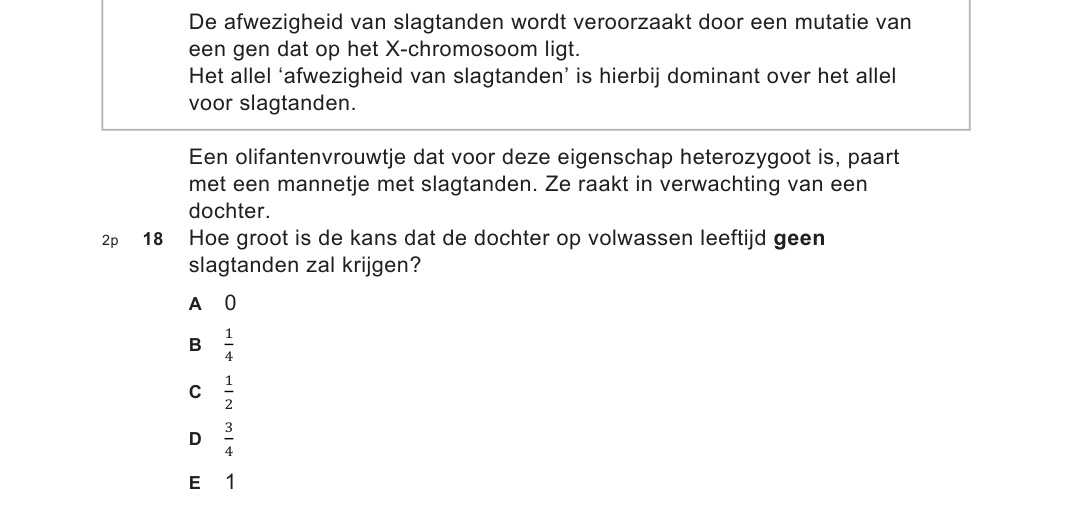 De afwezigheid van slagtanden wordt veroorzaakt door een mutatie van
een gen dat op het X-chromosoom ligt.
Het allel ‘afwezigheid van slagtanden’ is hierbij dominant over het allel
voor slagtanden.
Een olifantenvrouwtje dat voor deze eigenschap heterozygoot is, paart
met een mannetje met slagtanden. Ze raakt in verwachting van een
dochter.
2p 18 Hoe groot is de kans dat de dochter op volwassen leeftijd geen
slagtanden zal krijgen?
A 0
B 1/4
C 1/2
D 3/4
E 1